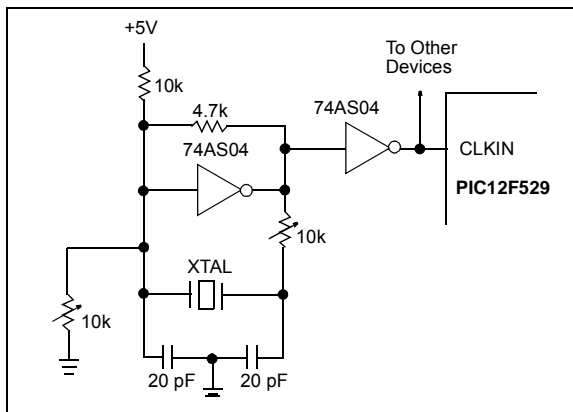 +5V
To Other
Devices
10k
4.7k
74AS04
74AS04
CLKIN
PIC12F529
10k
XTAL
10k
20 pF
20 pF